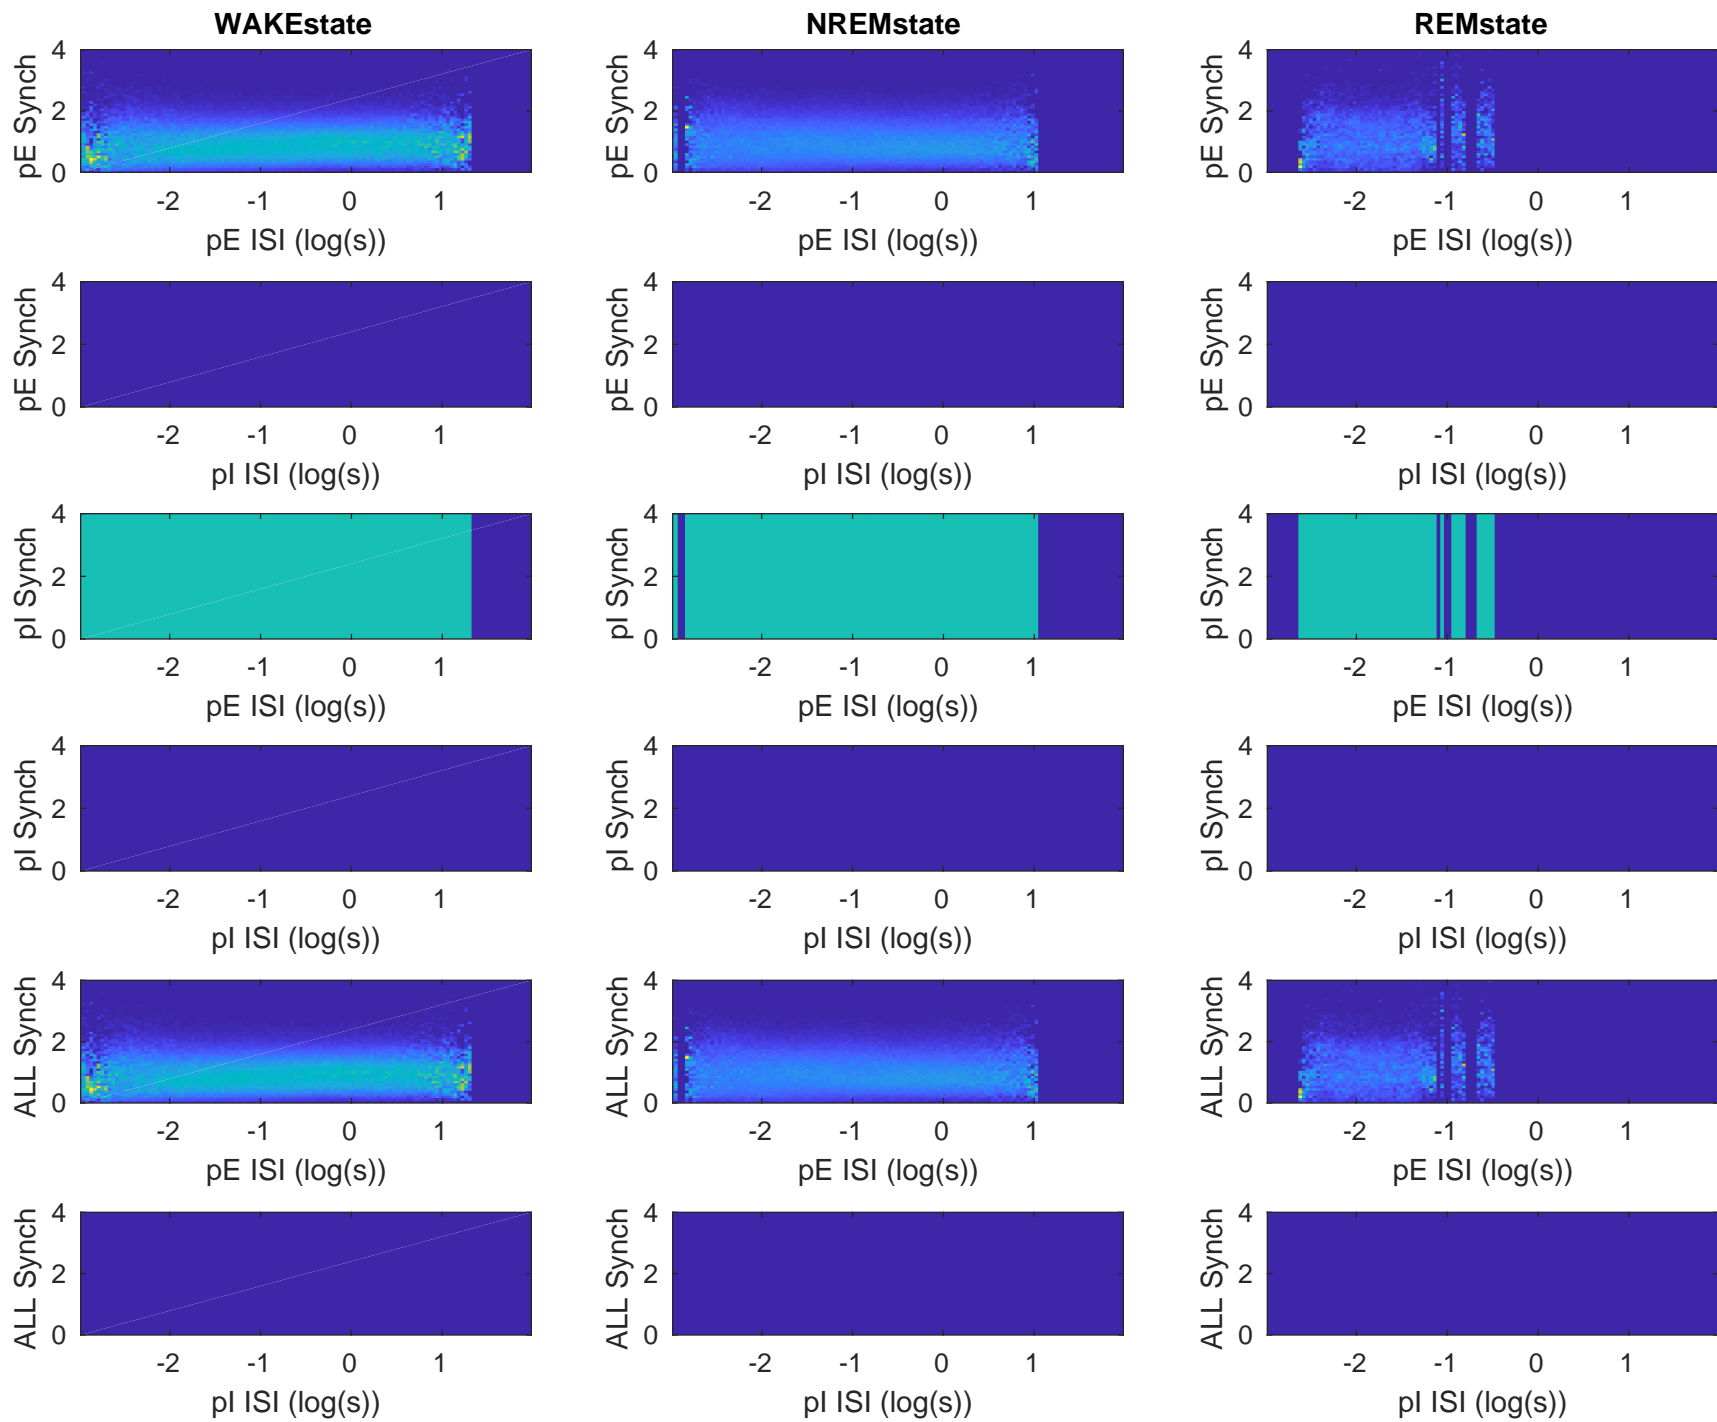 WAKEstate NREMstate REMstate
4 4 4
pE Synch pE Synch pE Synch
2 2 2
0 0 0
-2 -1 0 1 -2 -1 0 1 -2 -1 0 1
pE ISI (log(s)) pE ISI (log(s)) pE ISI (log(s))
4 4 4
pE Synch pE Synch pE Synch
2 2 2
0 0 0
-2 -1 0 1 -2 -1 0 1 -2 -1 0 1
pI ISI (log(s)) pI ISI (log(s)) pI ISI (log(s))
4 4 4
pI Synch pI Synch pI Synch
2 2 2
0 0 0
-2 -1 0 1 -2 -1 0 1 -2 -1 0 1
pE ISI (log(s)) pE ISI (log(s)) pE ISI (log(s))
4 4 4
pI Synch pI Synch pI Synch
2 2 2
0 0 0
-2 -1 0 1 -2 -1 0 1 -2 -1 0 1
pI ISI (log(s)) pI ISI (log(s)) pI ISI (log(s))
4 4 4
ALL Synch ALL Synch ALL Synch
2 2 2
0 0 0
-2 -1 0 1 -2 -1 0 1 -2 -1 0 1
pE ISI (log(s)) pE ISI (log(s)) pE ISI (log(s))
4 4 4
ALL Synch ALL Synch ALL Synch
2 2 2
0 0 0
-2 -1 0 1 -2 -1 0 1 -2 -1 0 1
pI ISI (log(s)) pI ISI (log(s)) pI ISI (log(s))